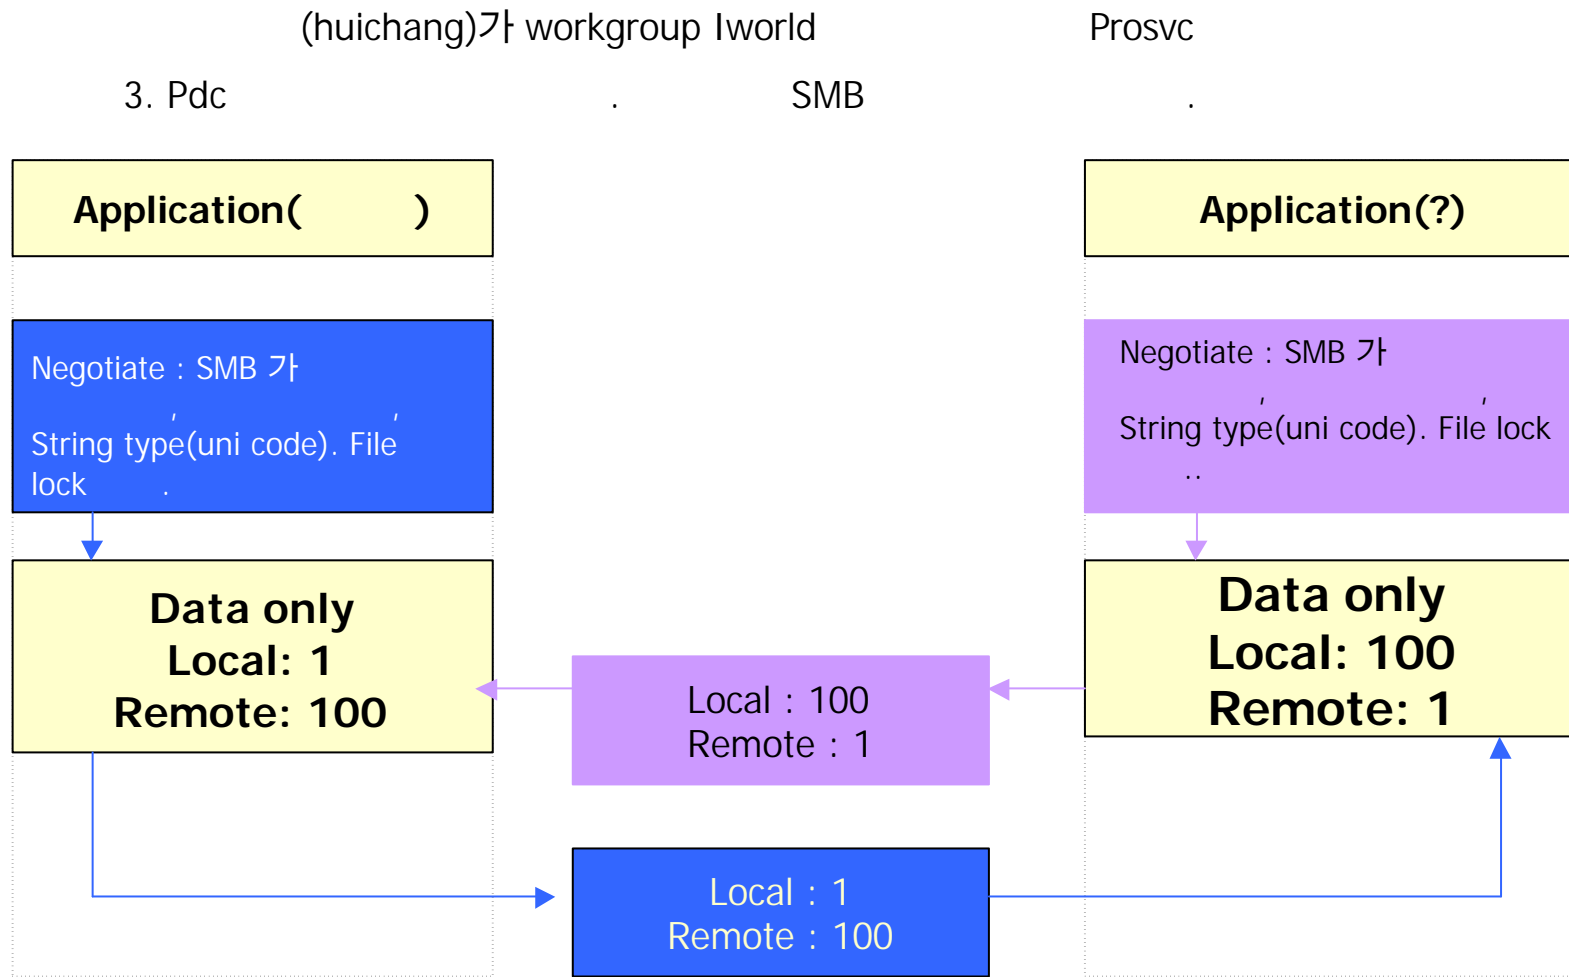 (huichang)가 workgroup Iworld Prosvc
3. Pdc . SMB .
Application( )
Application(?)
Negotiate : SMB 가
, ,
String type(uni code). File
lock .
Negotiate : SMB 가
, ,
String type(uni code). File lock
..
Data only
Local: 1
Remote: 100
Local : 100
Remote : 1
Data only
Local: 100
Remote: 1
Local : 1
Remote : 100